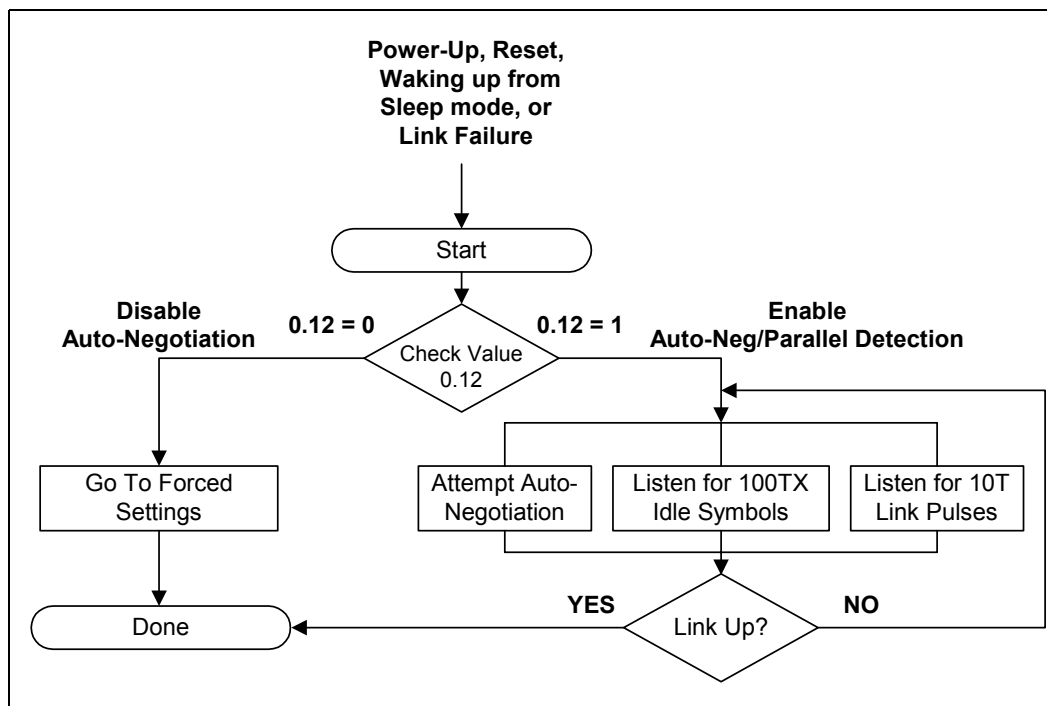 Power-Up, Reset,
Waking up from
Sleep mode, or
Link Failure
Start
Disable
Auto-Negotiation
0.12 = 0
0.12 = 1
Enable
Auto-Neg/Parallel Detection
Check Value
0.12
Go To Forced
Settings
Attempt Auto-
Negotiation
Listen for 100TX
Idle Symbols
Listen for 10T
Link Pulses
YES
NO
Done
Link Up?